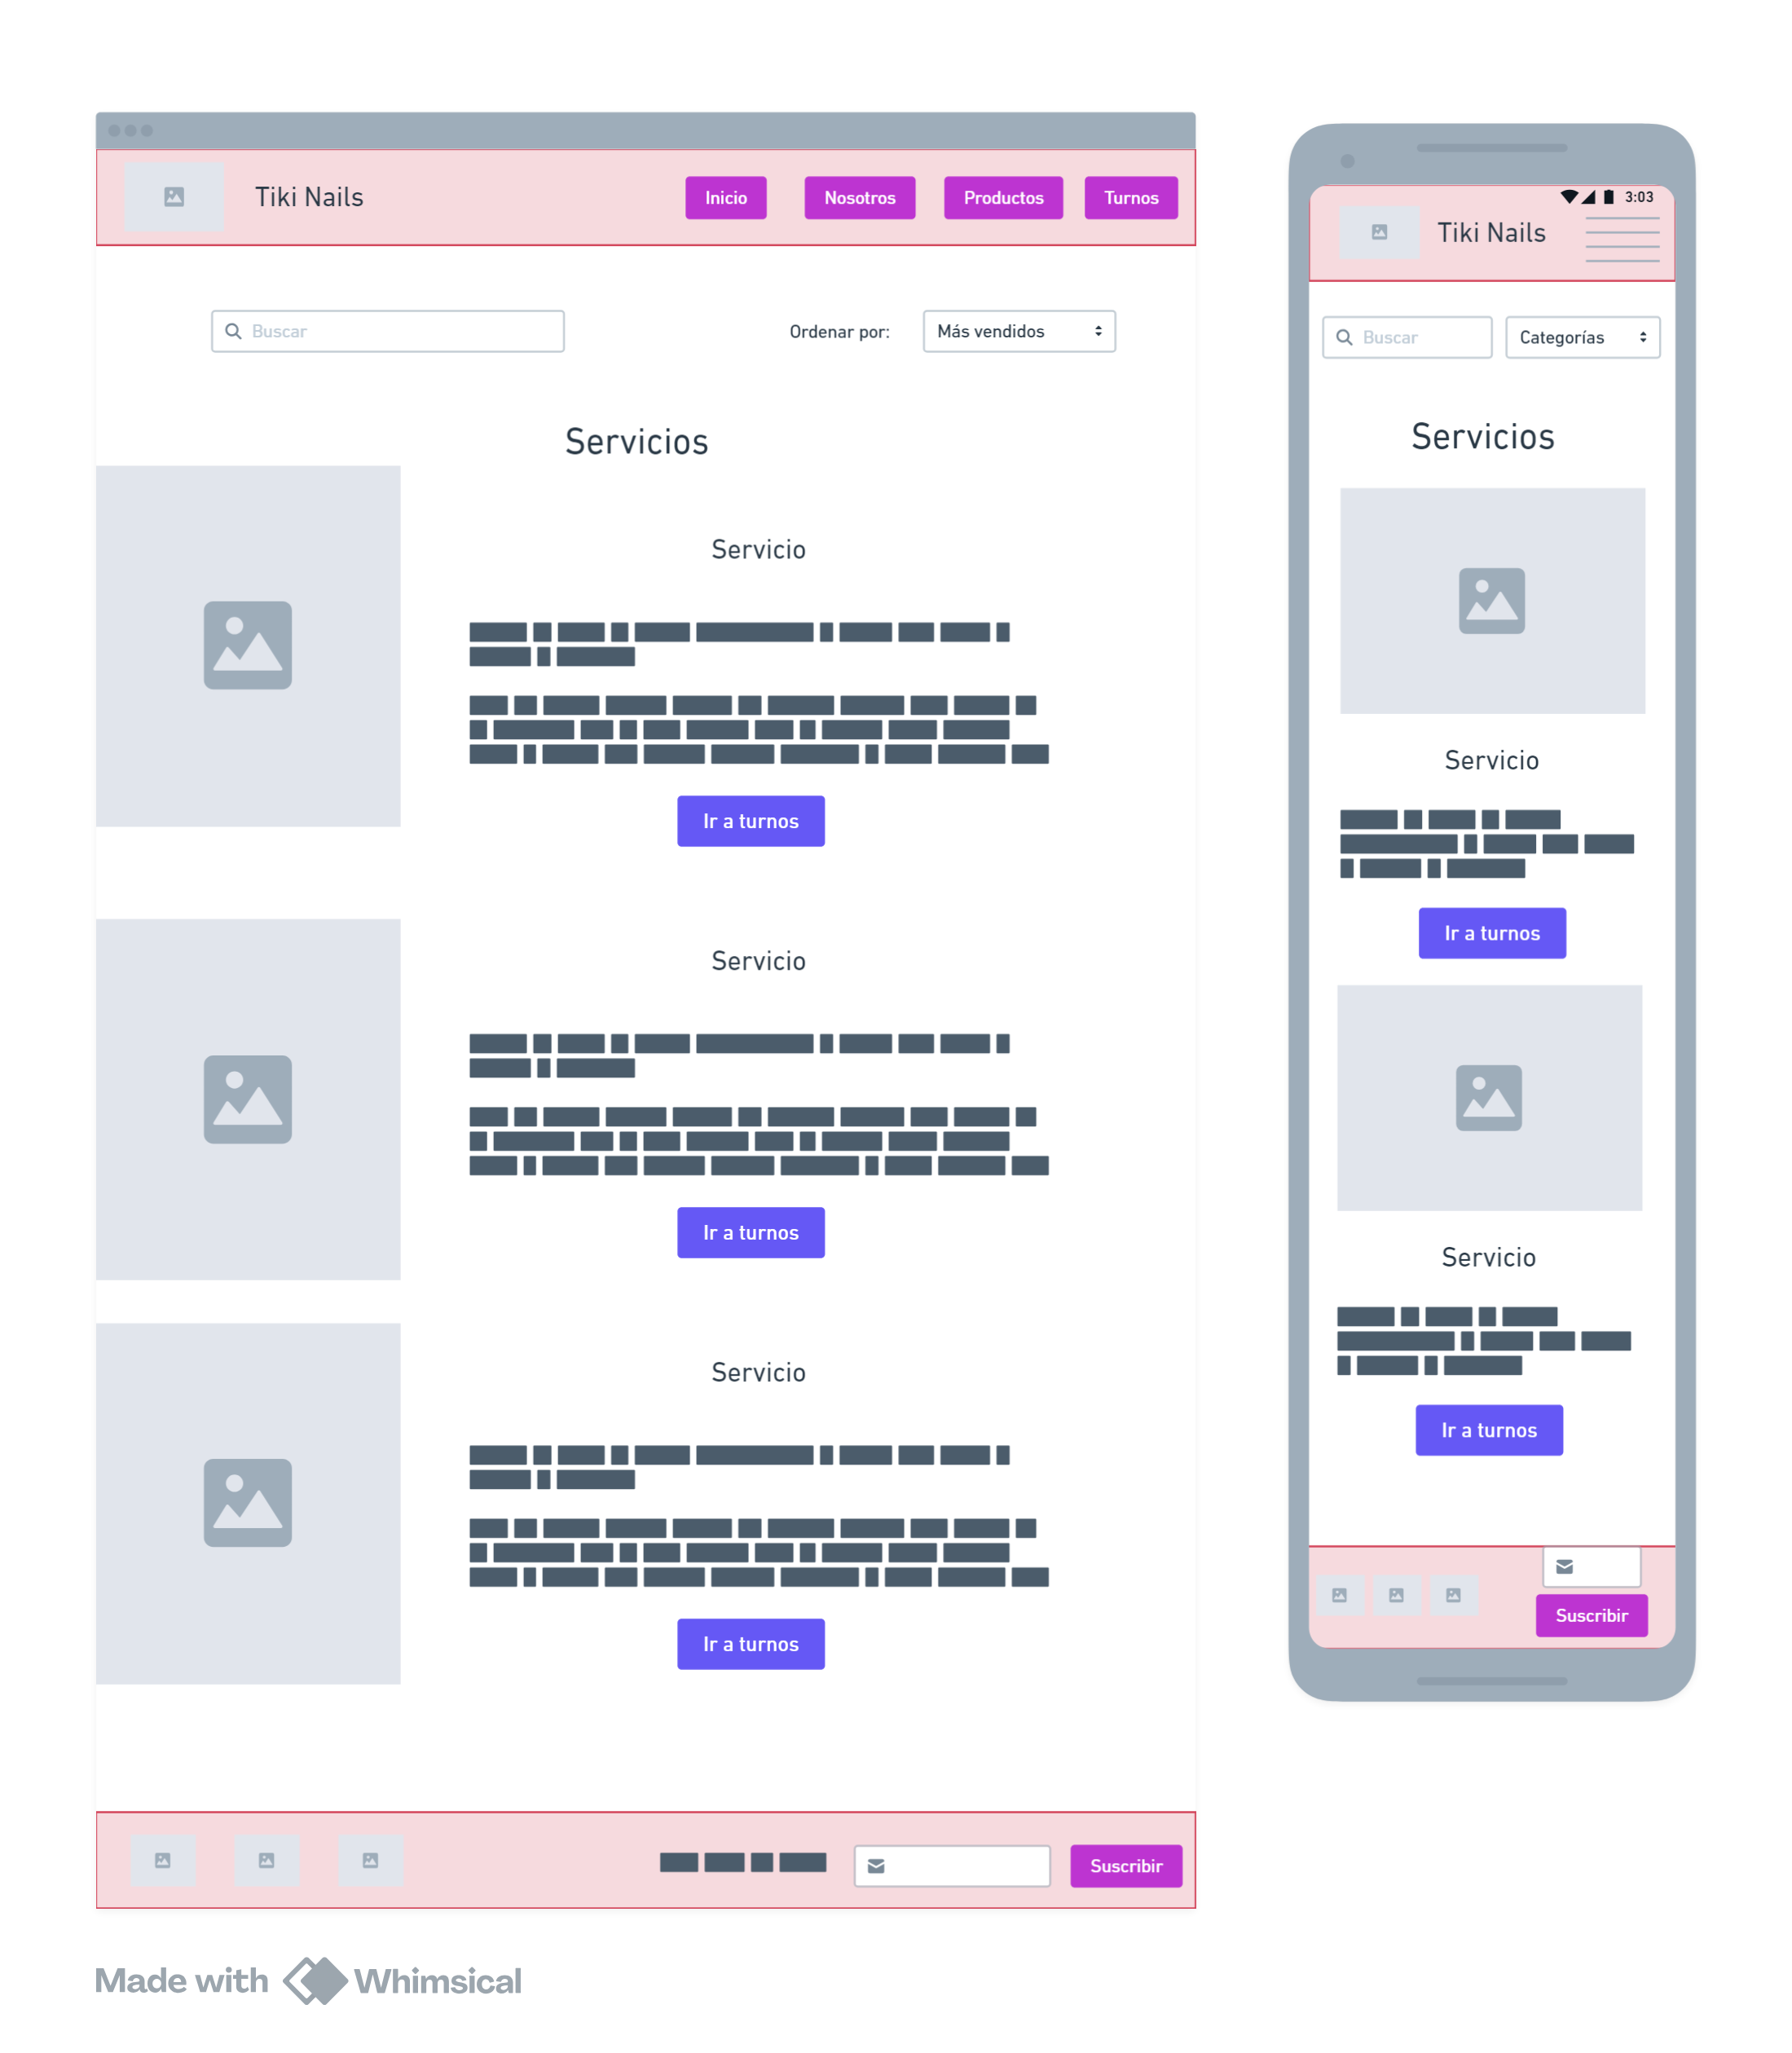 Tiki Nails
Inicio
Nosotros
Productos
Turnos
Buscar
Ordenar por:
Más vendidos
Servicios
Servicio
Ir a turnos
Servicio
Ir a turnos
Servicio
Ir a turnos
Suscribir
3:03
Tiki Nails
Buscar
Categorías
Servicios
Servicio
Ir a turnos
Servicio
Ir a turnos
Suscribir
Made with Whimsical